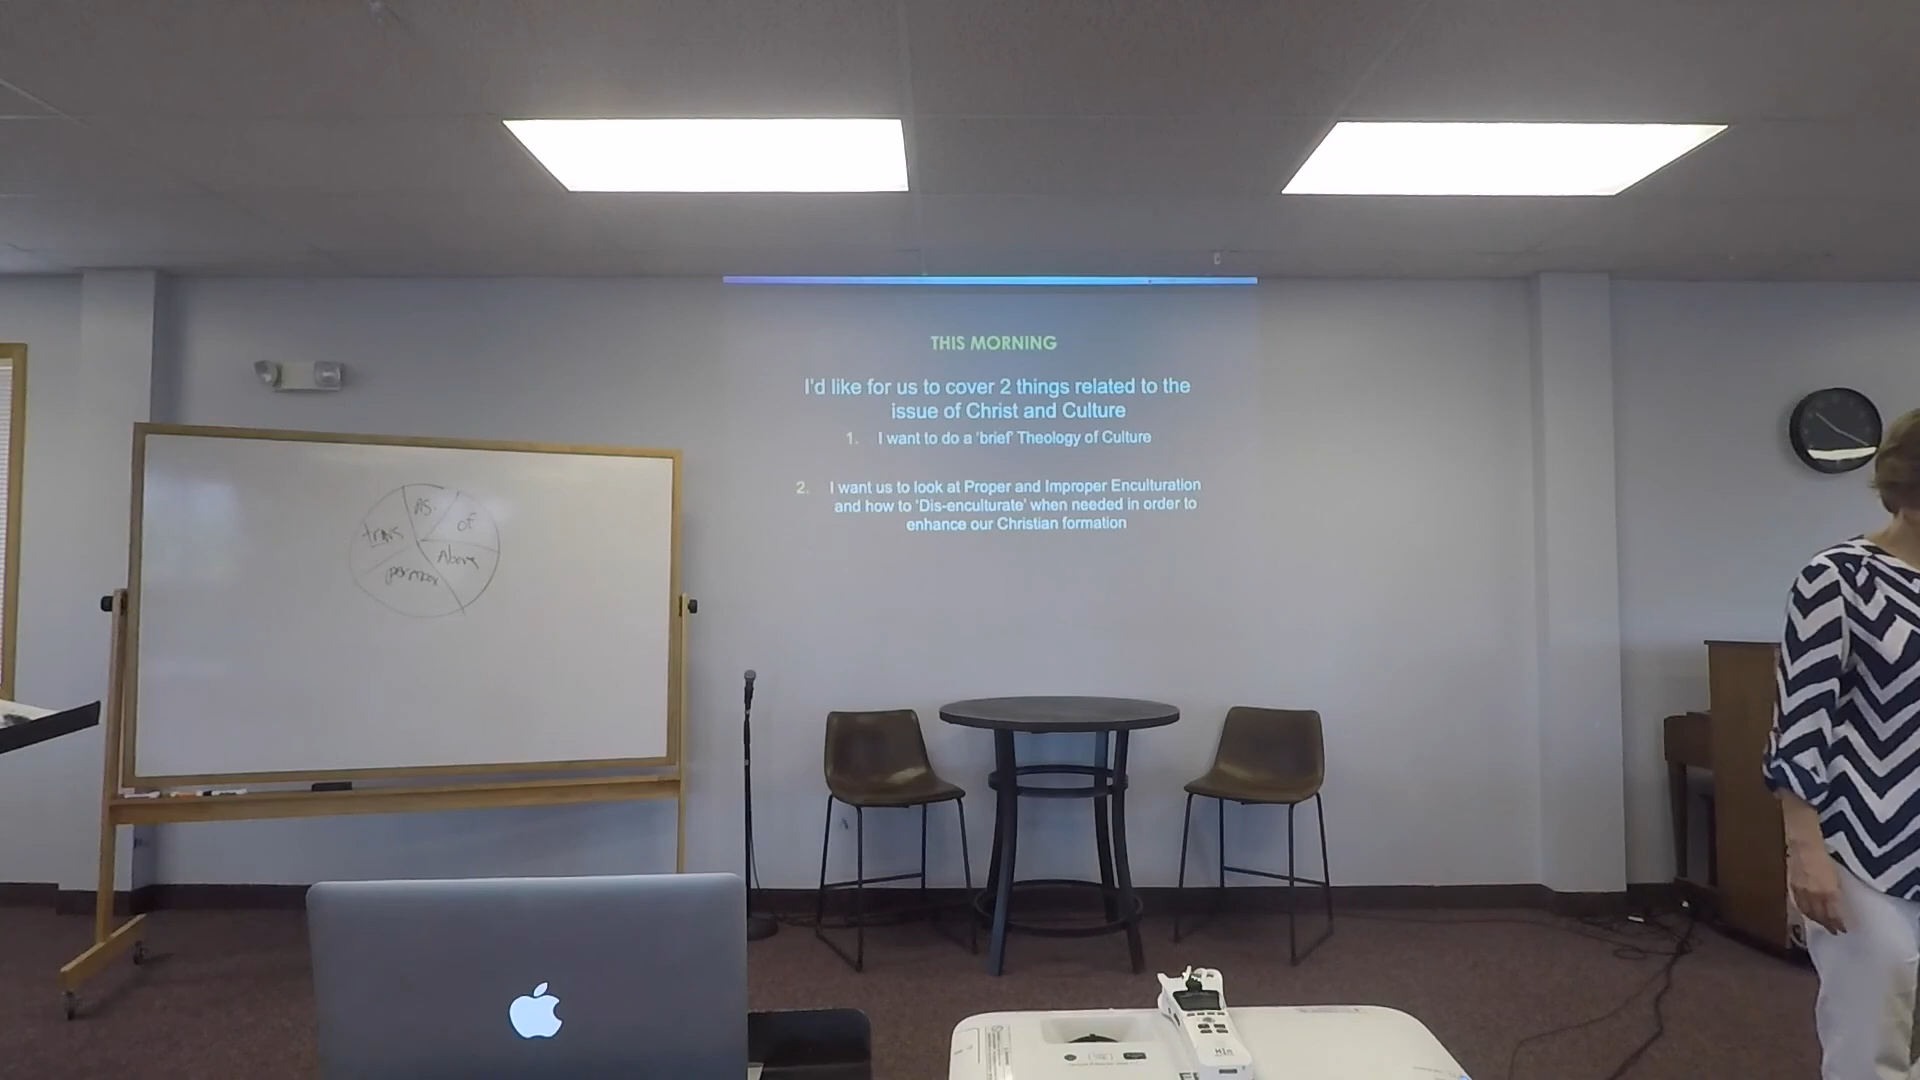 THIS MORNING
I'd like for us to cover 2 things related to the
issue of Christ and Culture
1. I want to do a 'brief' Theology of Culture
2. I want us to look at Proper and Improper Enculturation
and how to 'Dis-enculturate' when needed in order to
enhance our Christian formation
of
trans
Above
H1n